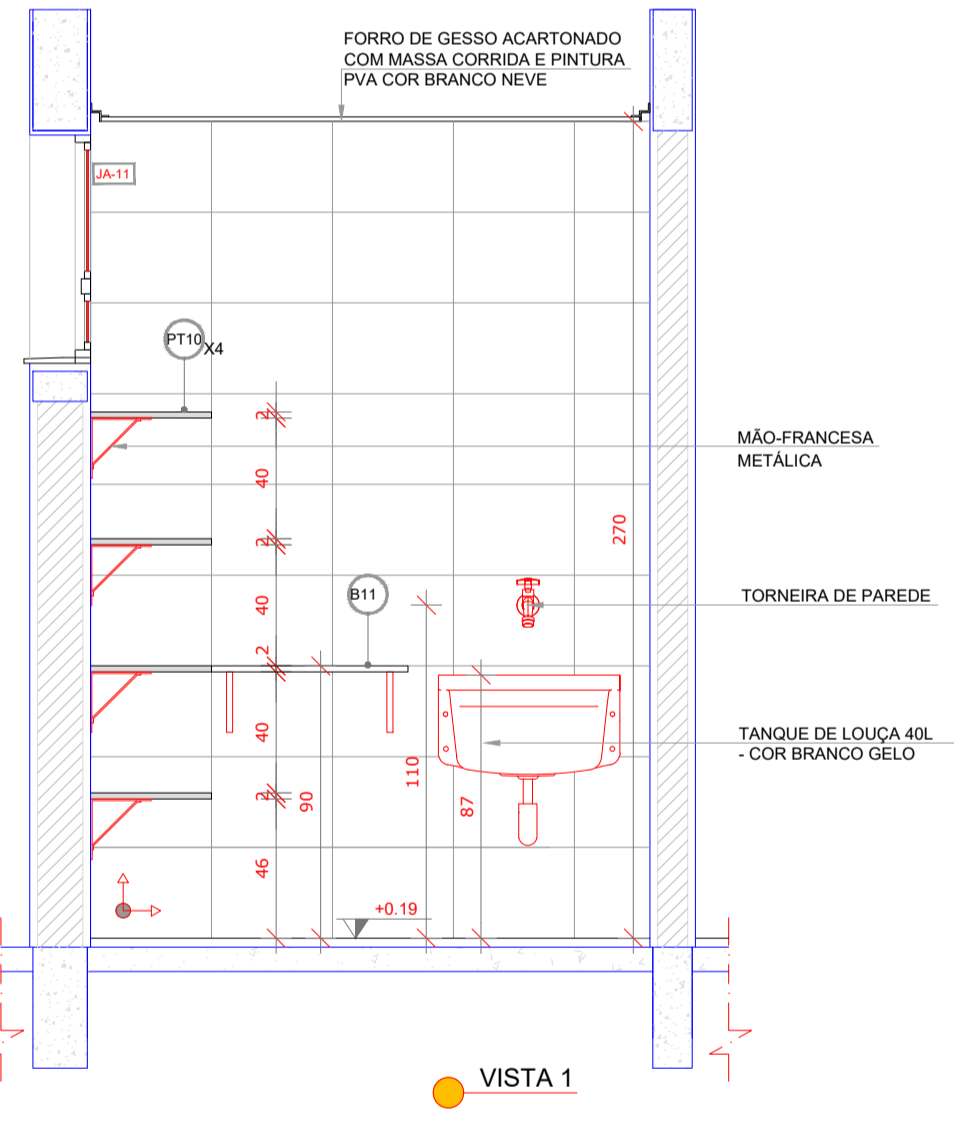 FORRO DE GESSO ACARTONADO
COM MASSA CORRIDA E PINTURA
PVA COR BRANCO NEVE
JA-11
PT10
X4
2
MÃO-FRANCESA
METÁLICA
40
270
2
B11
TORNEIRA DE PAREDE
40
2
40
TANQUE DE LOUÇA 40L
- COR BRANCO GELO
110
2
90
87
46
+0.19
VISTA 1